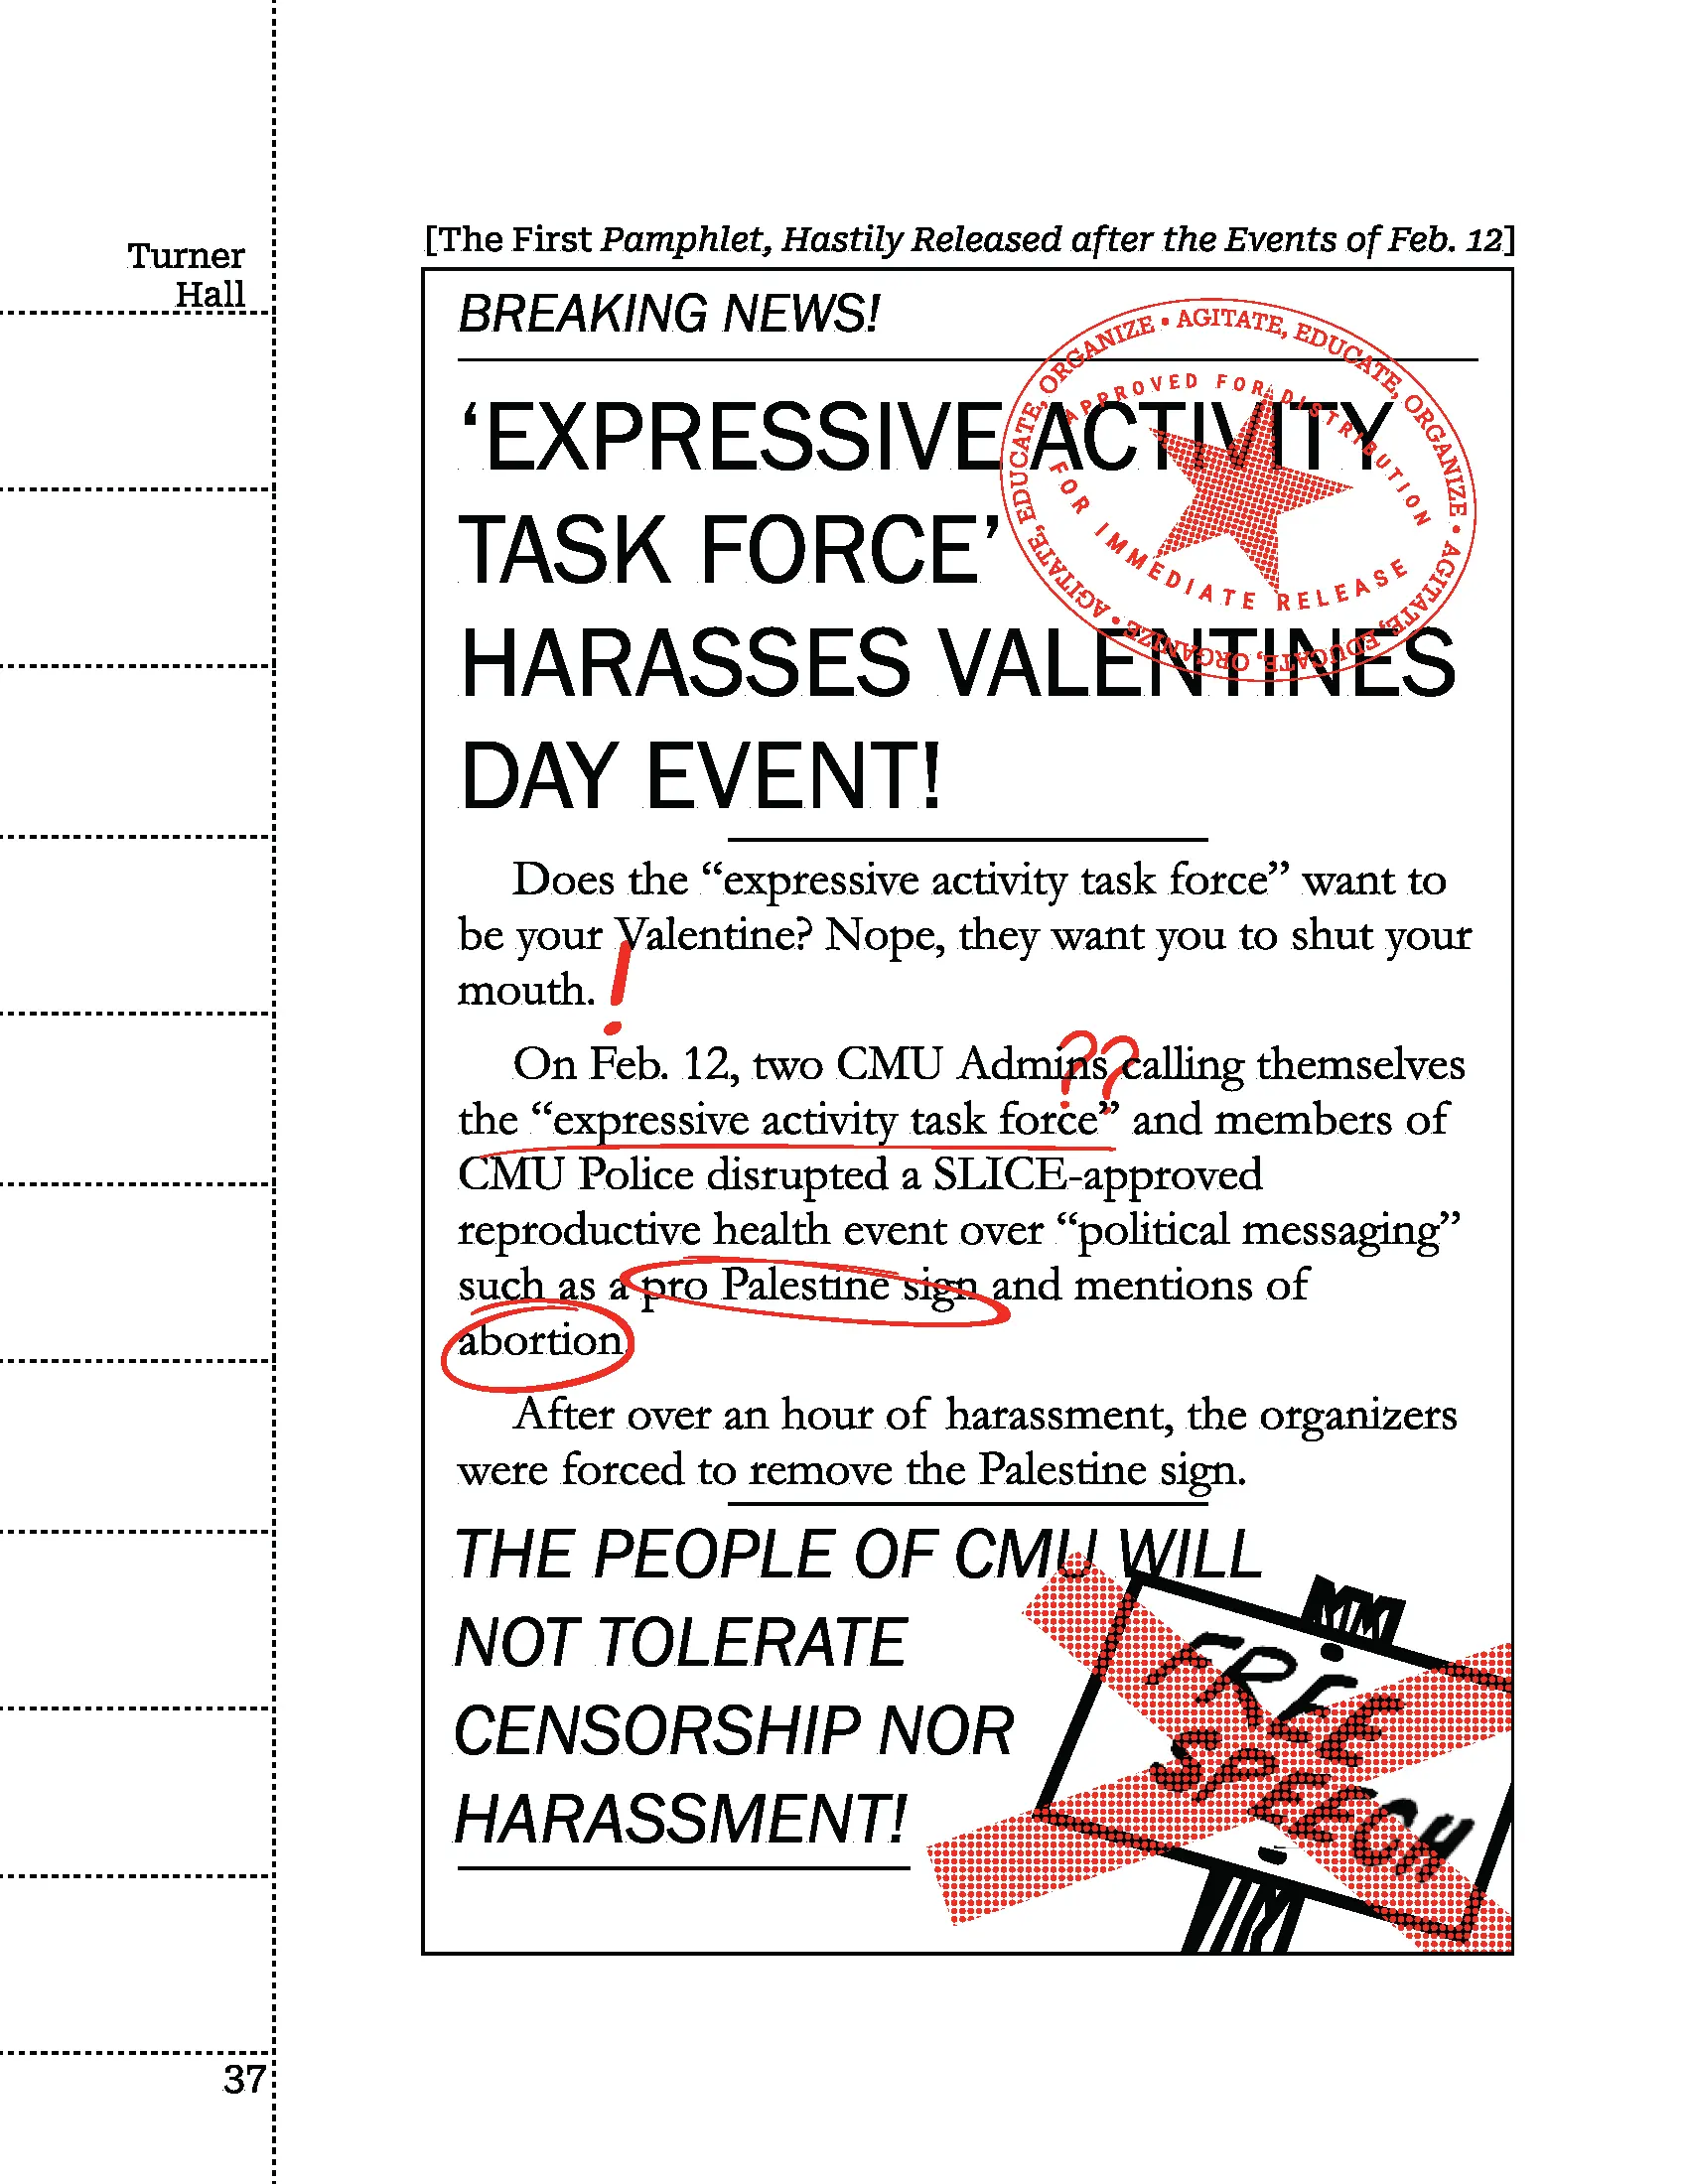 Turner
Hall
[The First Pamphlet, Hastily Released after the Events of Feb. 12]
BREAKING NEWS!
AGITATE, EDUCATE, ORGANIZE • AGITATE, EDUCATE, ORGANIZE • AGITATE, EDUCATE, ORGANIZE •
APPROVED FOR DISTRIBUTION
FOR IMMEDIATE RELEASE
‘EXPRESSIVE ACTIVITY
TASK FORCE’
HARASSES VALENTINES
DAY EVENT!
Does the “expressive activity task force” want to
be your Valentine? Nope, they want you to shut your
mouth.
!
??
On Feb. 12, two CMU Admins calling themselves
the “expressive activity task force” and members of
CMU Police disrupted a SLICE-approved
reproductive health event over “political messaging”
such as a pro Palestine sign and mentions of
abortion.
After over an hour of harassment, the organizers
were forced to remove the Palestine sign.
THE PEOPLE OF CMU WILL
NOT TOLERATE
CENSORSHIP NOR
HARASSMENT!
FREE
SPEECH
37